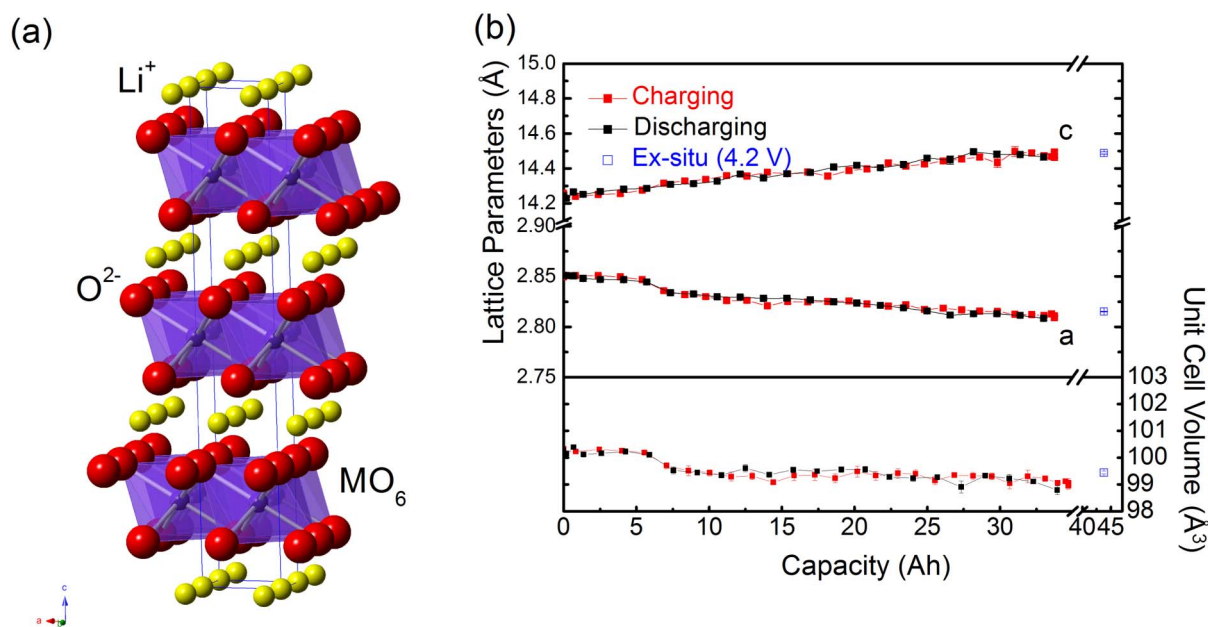 (a)
Li⁺
O²⁻
MO₆
c
a
b
(b)
Lattice Parameters (Å)
15.0
14.8
14.6
14.4
14.2
2.90
2.85
2.80
2.75
Charging
Discharging
Ex-situ (4.2 V)
c
a
103
102
101
100
99
98
Unit Cell Volume (Å³)
0 5 10 15 20 25 30 35 40 45
Capacity (Ah)